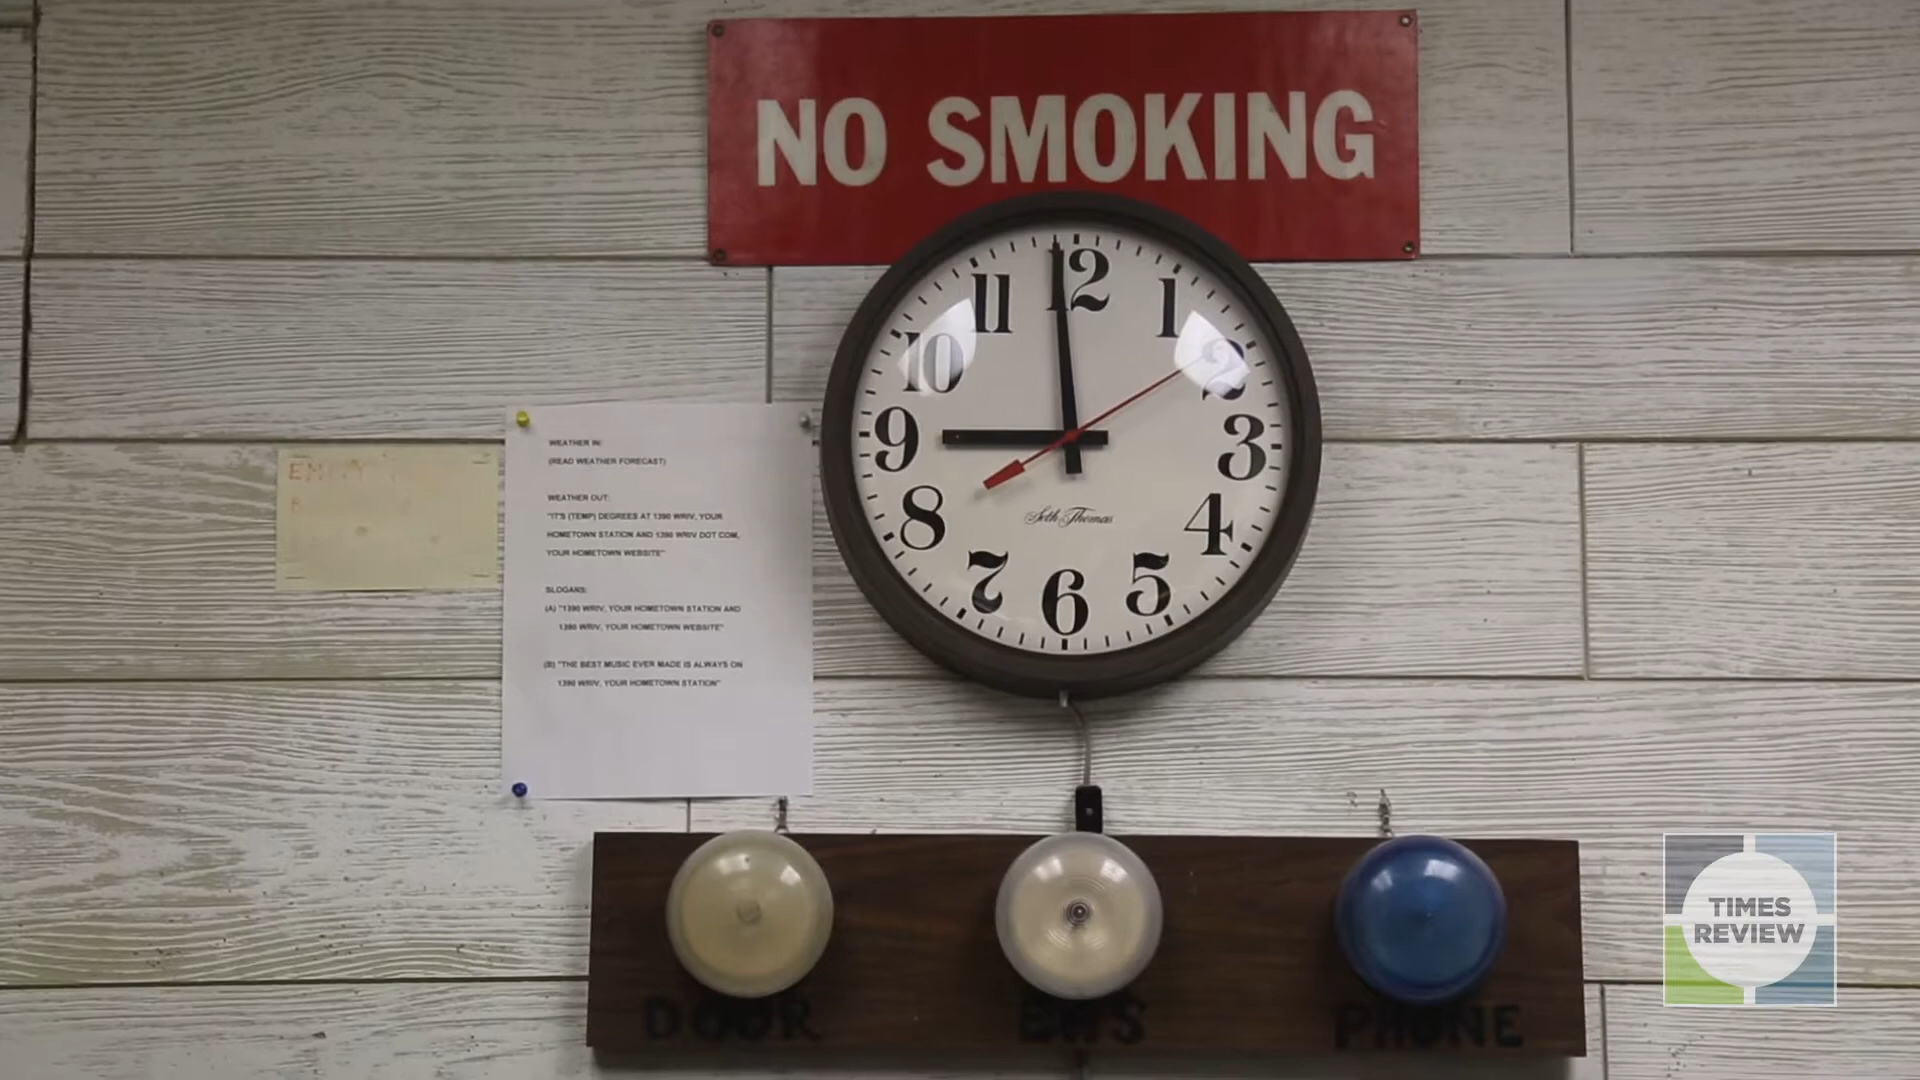 NO SMOKING
12
11
1
10
2
9
3
8
4
7
5
6
Seth Thomas
WEATHER IN:
(READ WEATHER FORECAST)
WEATHER OUT:
"IT'S (TEMP) DEGREES AT 1390 WRIV, YOUR
HOMETOWN STATION AND 1390 WRIV DOT COM,
YOUR HOMETOWN WEBSITE"
SLOGANS:
(A) "1390 WRIV, YOUR HOMETOWN STATION AND
1390 WRIV, YOUR HOMETOWN WEBSITE"
(B) "THE BEST MUSIC EVER MADE IS ALWAYS ON
1390 WRIV, YOUR HOMETOWN STATION"
DOOR
EMS
PHONE
TIMES
REVIEW